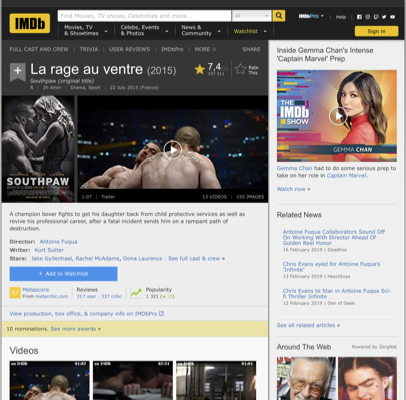 IMDb
Find Movies, TV shows, Celebrities and more...
All
IMDbPro
Help
Movies, TV & Showtimes
Celebs, Events & Photos
News & Community
Watchlist
Sign in
FULL CAST AND CREW | TRIVIA | USER REVIEWS | IMDbPro | MORE
SHARE
La rage au ventre (2015)
Southpaw (original title)
2h 4min | Drama, Sport | 22 July 2015 (France)
7,4
Rate This
SOUTHPAW
1:07 | Trailer
13 VIDEOS | 155 IMAGES
A champion boxer fights to get his daughter back from child protective services as well as
revive his professional career, after a fatal incident sends him on a rampant path of
destruction.
Director: Antoine Fuqua
Writer: Kurt Sutter
Stars: Jake Gyllenhaal, Rachel McAdams, Oona Laurence | See full cast & crew »
+ Add to Watchlist
Metascore
From metacritic.com
Reviews
317 user | 337 critic
Popularity
1 321
View production, box office, & company info on IMDbPro
10 nominations. See more awards »
Videos
Inside Gemma Chan's Intense
'Captain Marvel' Prep
THE
IMDb
SHOW
GEMMA CHAN
Gemma Chan had to do some serious prep to
take on her role in Captain Marvel.
Watch now »
Related News
Antoine Fuqua Collaborators Sound Off
On Working With Director Ahead Of
Golden Reel Honor
16 February 2019 | Deadline
Chris Evans eyed for Antoine Fuqua's
'Infinite'
13 February 2019 | HeyUGuys
Chris Evans to Star in Antoine Fuqua
Sci-fi Thriller Infinite
12 February 2019 | Den of Geek
See all related articles »
Around The Web
Powered by ZergNet